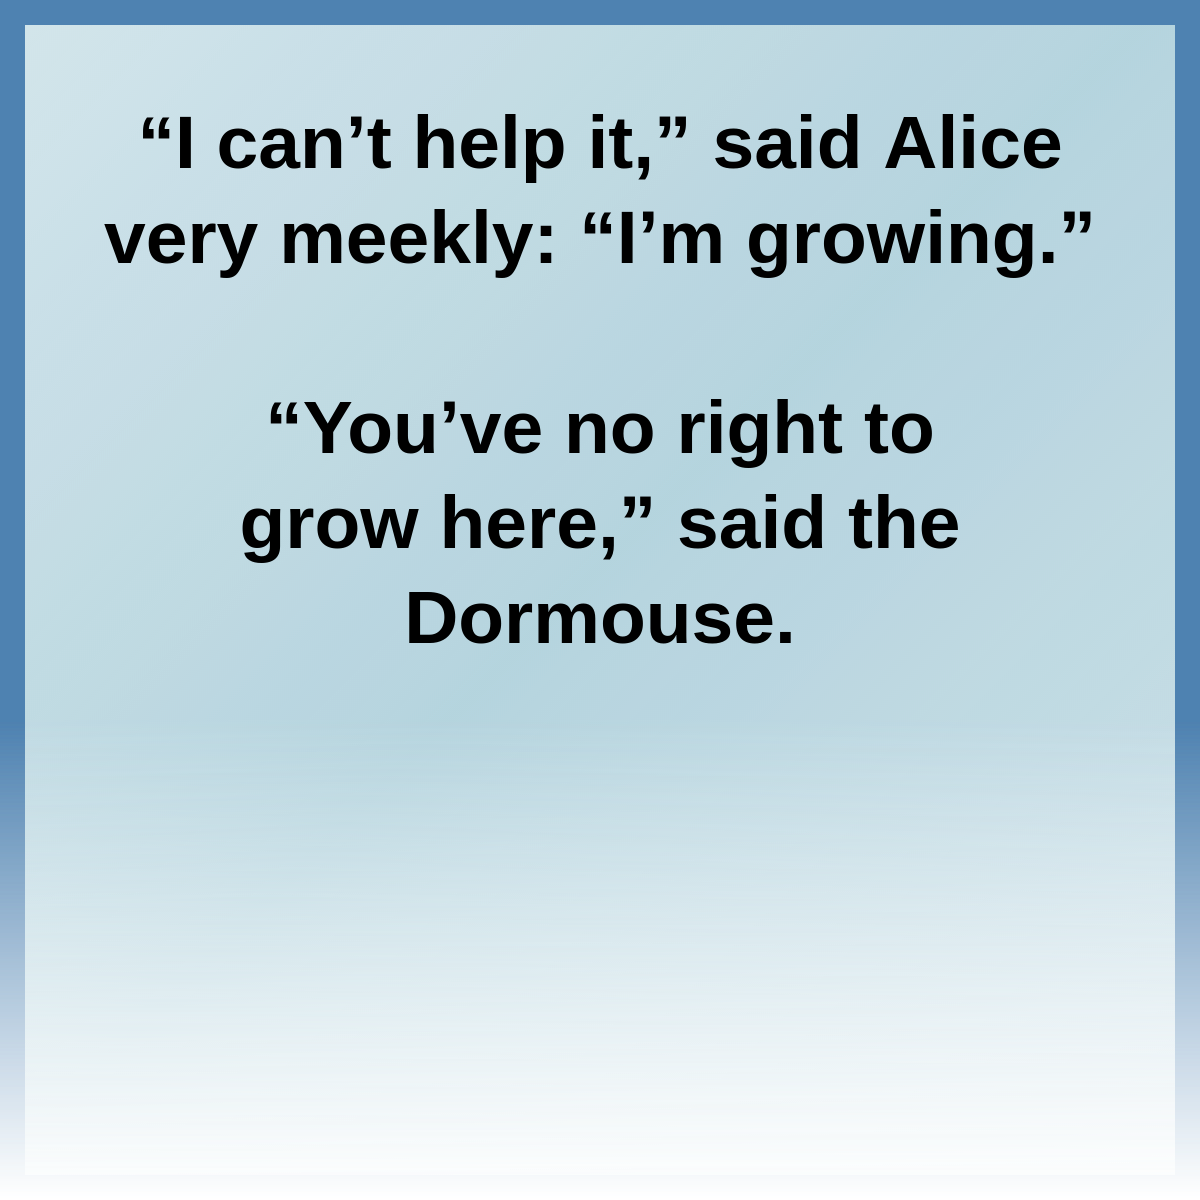 “I can’t help it,” said Alice
very meekly: “I’m growing.”
“You’ve no right to
grow here,” said the
Dormouse.